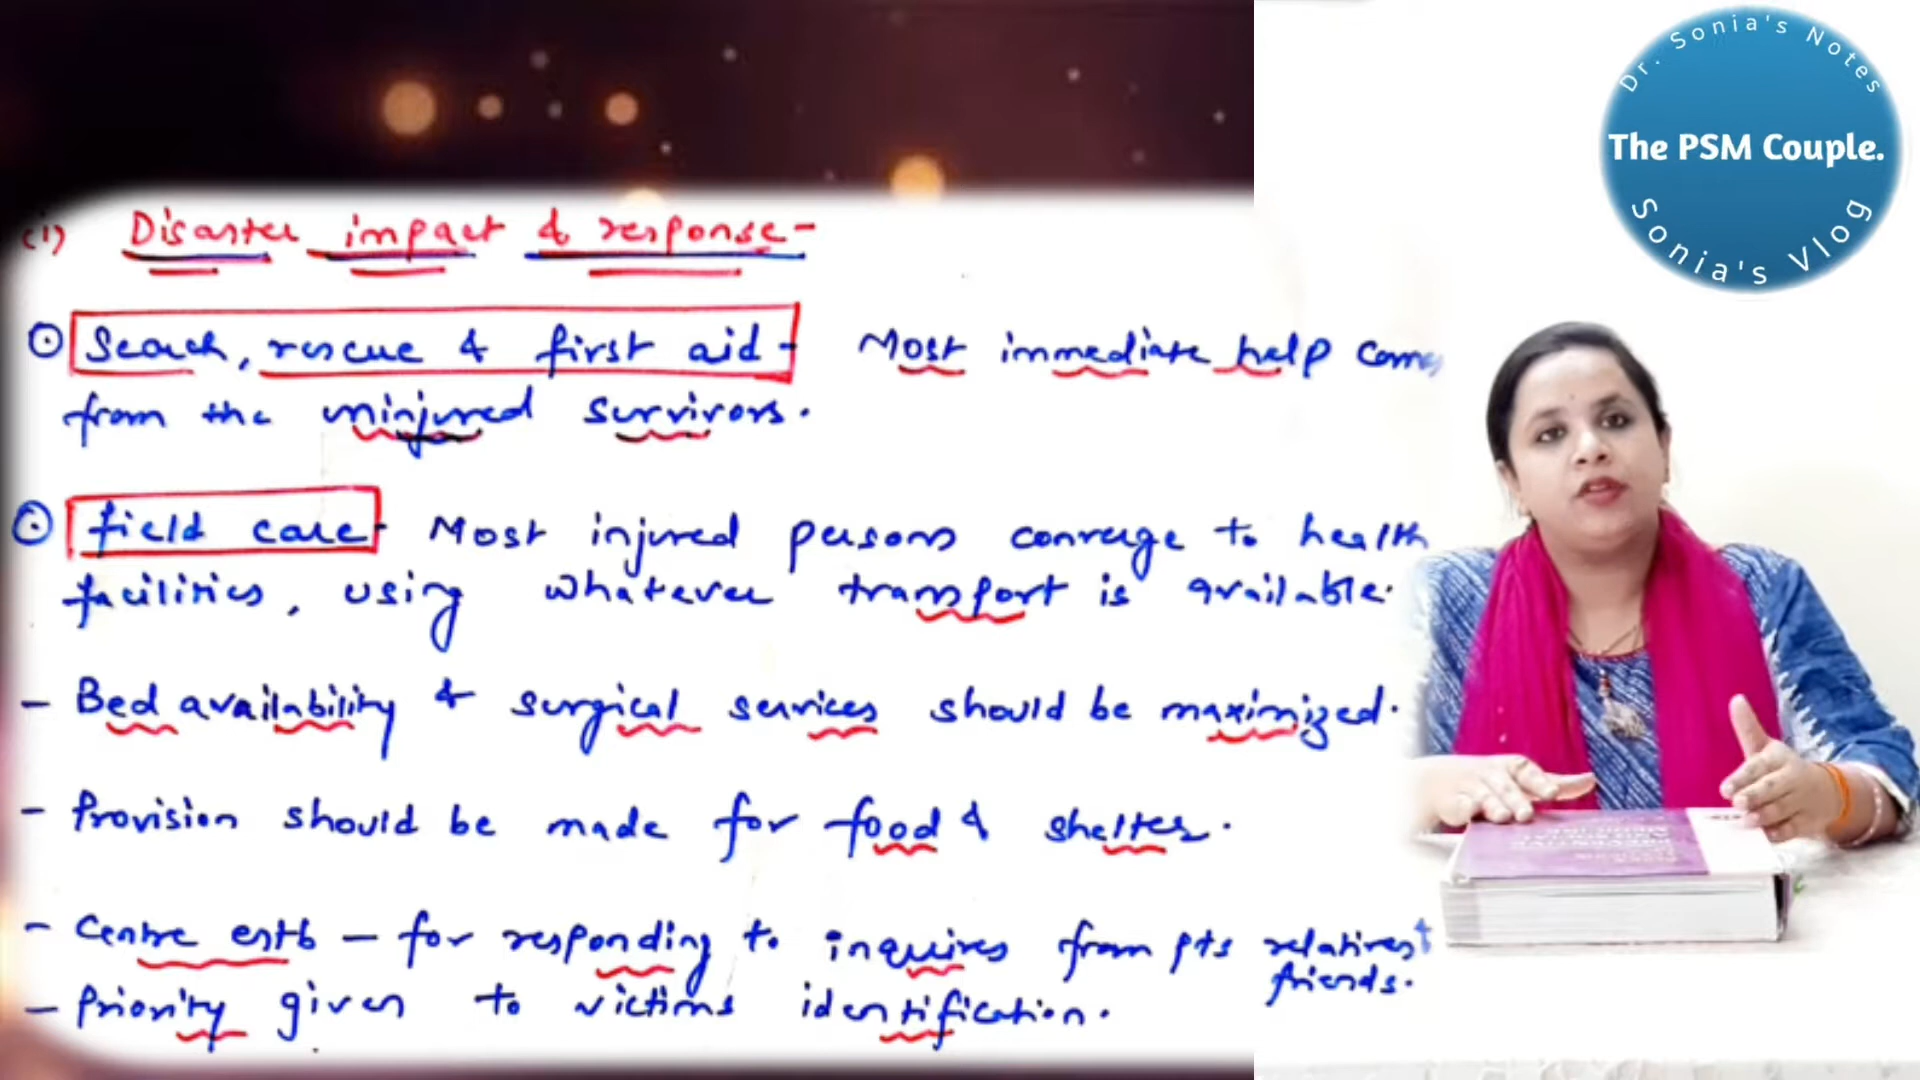 Dr. Sonia's Notes
The PSM Couple.
Sonia's Vlog
(i) Disaster impact & response-
⊙ Search, rescue & first aid - Most immediate help comes
from the uninjured survivors.
⊙ field care - Most injured persons converge to health
facilities, using whatever transport is available.
- Bed availability & surgical services should be maximized.
- Provision should be made for food & shelter.
- Centre estb - for responding to inquires from pts relatives &
friends.
- Priority given to victims identification.